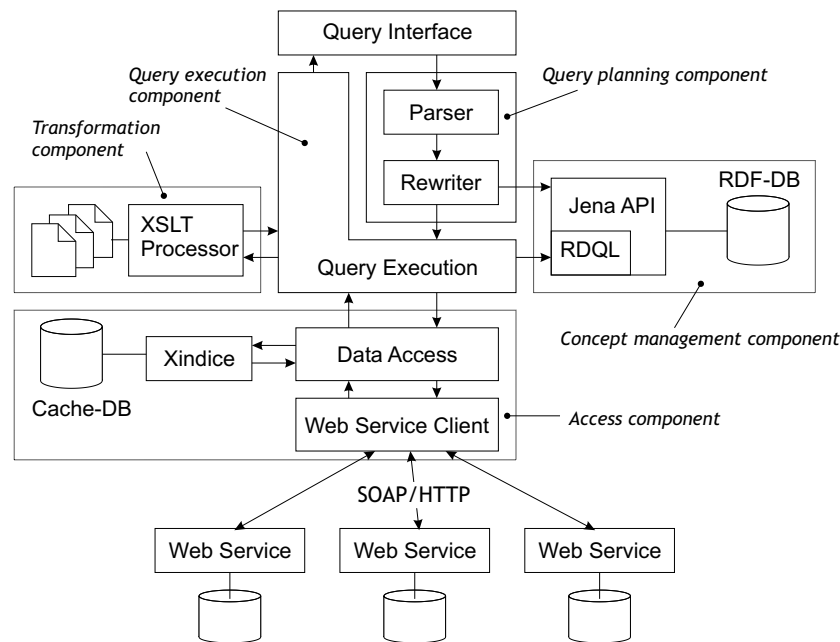 Query Interface
Query execution
component
Query planning component
Parser
Transformation
component
Rewriter
RDF-DB
Jena API
XSLT
Processor
RDQL
Query Execution
Concept management component
Xindice
Data Access
Cache-DB
Web Service Client
Access component
SOAP/HTTP
Web Service
Web Service
Web Service